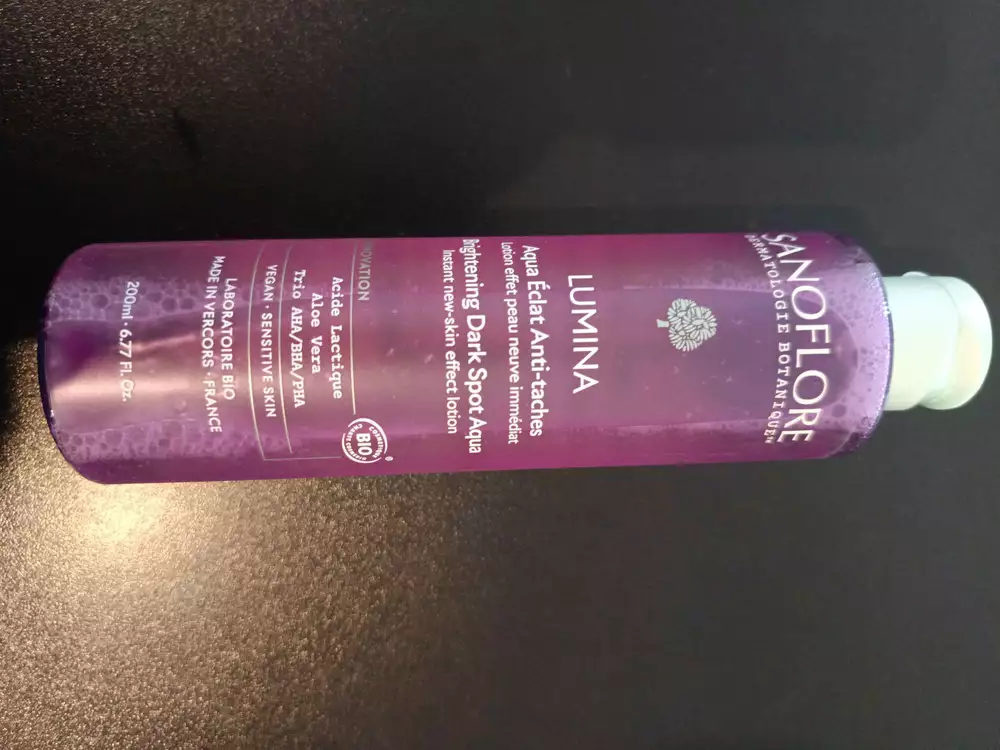 SANOFLORE
DERMATOLOGIE BOTANIQUE
LUMINA
Aqua Éclat Anti-taches
Lotion effet peau neuve immédiat
Brightening Dark Spot Aqua
Instant new-skin effect lotion
NOVATION
Acide Lactique
Aloe Vera
Trio AHA/BHA/PHA
VEGAN · SENSITIVE SKIN
BIO
LABORATOIRE BIO
MADE IN VERCORS · FRANCE
200ml · 6.77 Fl. Oz.